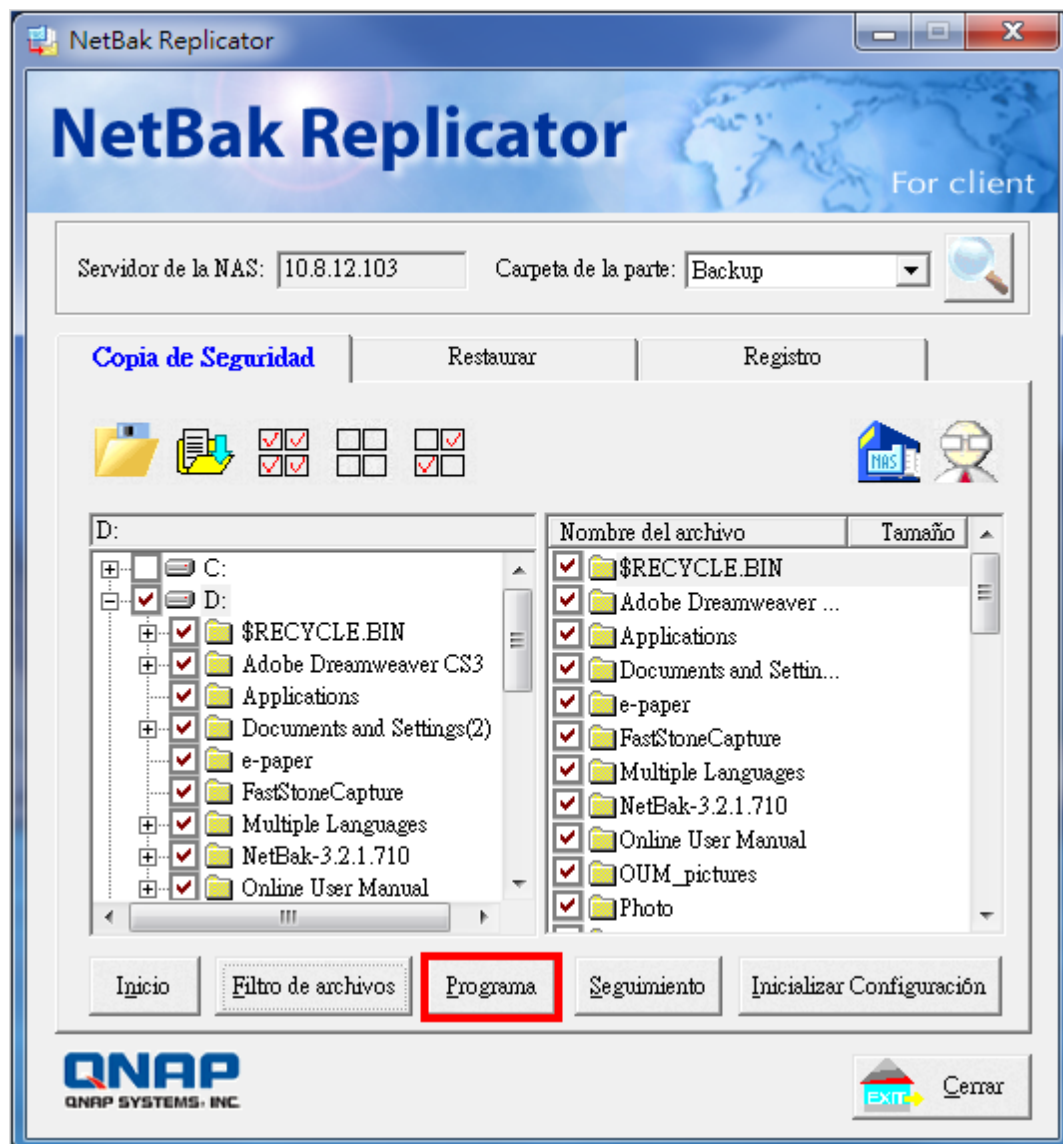 NetBak Replicator
NetBak Replicator
For client
Servidor de la NAS: 10.8.12.103 Carpeta de la parte: Backup
Copia de Seguridad Restaurar Registro
NAS
D:
C:
D:
$RECYCLE.BIN
Adobe Dreamweaver CS3
Applications
Documents and Settings(2)
e-paper
FastStoneCapture
Multiple Languages
NetBak-3.2.1.710
Online User Manual
Nombre del archivo Tamaño
$RECYCLE.BIN
Adobe Dreamweaver ...
Applications
Documents and Settin...
e-paper
FastStoneCapture
Multiple Languages
NetBak-3.2.1.710
Online User Manual
OUM_pictures
Photo
Inicio Filtro de archivos Programa Seguimiento Inicializar Configuración
QNAP
QNAP SYSTEMS, INC.
EXIT Cerrar